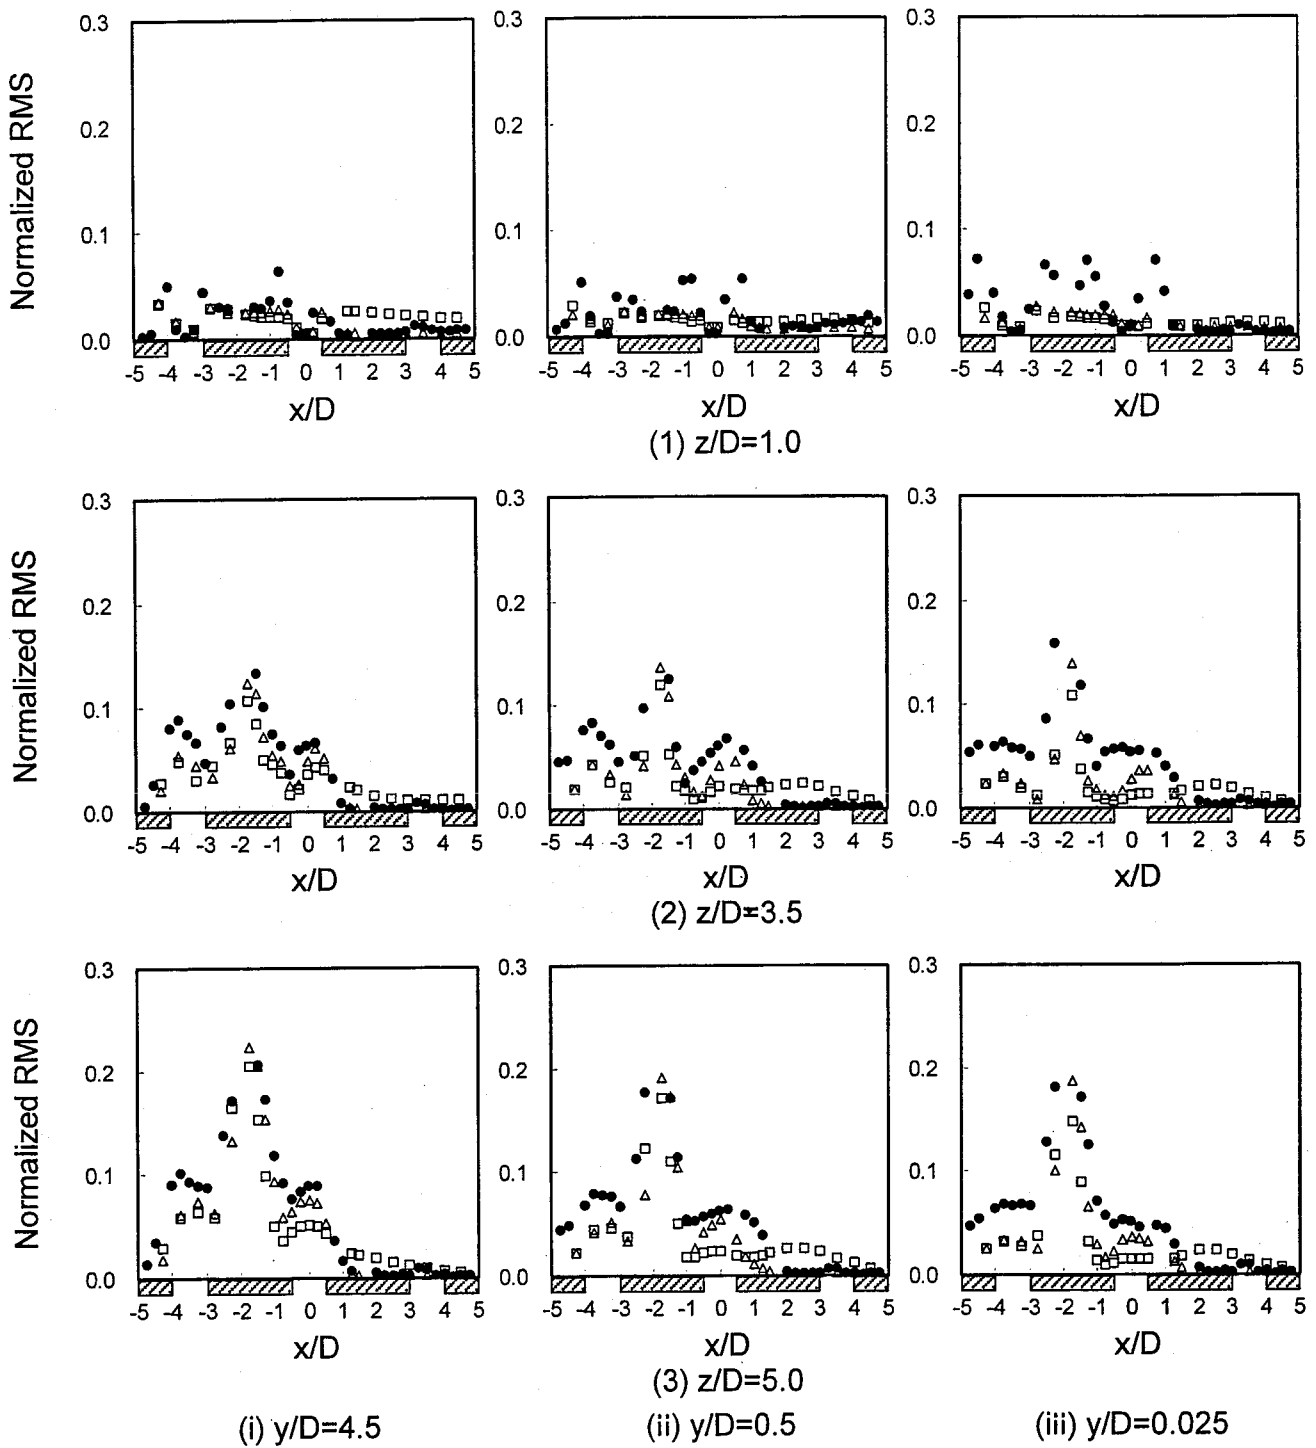 0.3 0.3 0.3
0.2 0.2 0.2
Normalized RMS
0.1 0.1 0.1
0.0 0.0 0.0
-5 -4 -3 -2 -1 0 1 2 3 4 5 -5 -4 -3 -2 -1 0 1 2 3 4 5 -5 -4 -3 -2 -1 0 1 2 3 4 5
x/D x/D x/D
(1) z/D=1.0
0.3 0.3 0.3
0.2 0.2 0.2
Normalized RMS
0.1 0.1 0.1
0.0 0.0 0.0
-5 -4 -3 -2 -1 0 1 2 3 4 5 -5 -4 -3 -2 -1 0 1 2 3 4 5 -5 -4 -3 -2 -1 0 1 2 3 4 5
x/D x/D x/D
(2) z/D=3.5
0.3 0.3 0.3
0.2 0.2 0.2
Normalized RMS
0.1 0.1 0.1
0.0 0.0 0.0
-5 -4 -3 -2 -1 0 1 2 3 4 5 -5 -4 -3 -2 -1 0 1 2 3 4 5 -5 -4 -3 -2 -1 0 1 2 3 4 5
x/D x/D x/D
(3) z/D=5.0
(i) y/D=4.5 (ii) y/D=0.5 (iii) y/D=0.025